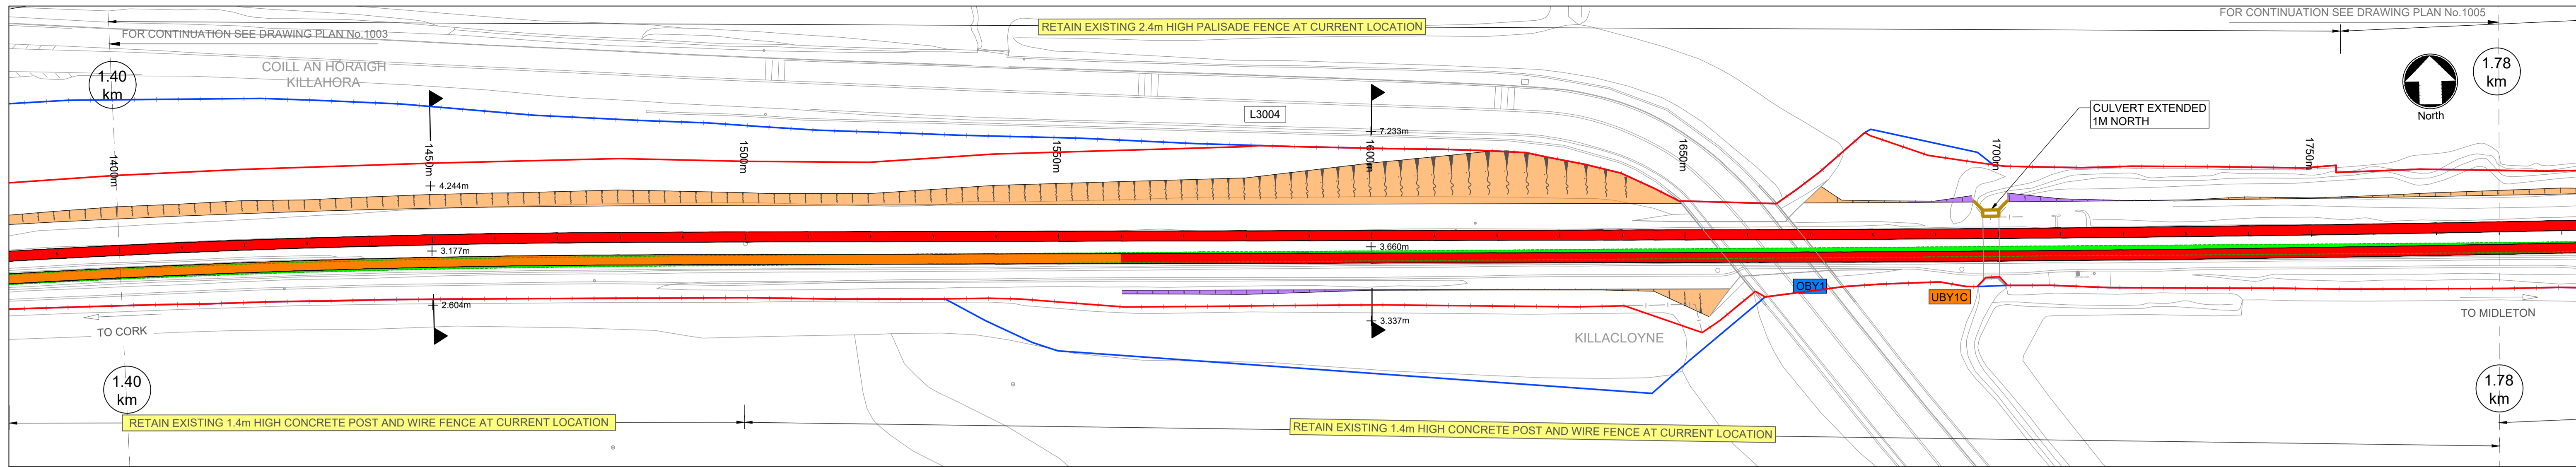 RETAIN EXISTING 2.4m HIGH PALISADE FENCE AT CURRENT LOCATION
FOR CONTINUATION SEE DRAWING PLAN No.1005
FOR CONTINUATION SEE DRAWING PLAN No.1003
COILL AN HÓRAIGH
KILLAHORA
1.40
km
1.78
km
North
CULVERT EXTENDED
1M NORTH
L3004
7.233m
1400m
1450m
1500m
1550m
1600m
1650m
1700m
1750m
4.244m
3.177m
3.660m
2.604m
3.337m
OBY1
UBY1C
TO CORK
KILLACLOYNE
TO MIDLETON
1.40
km
1.78
km
RETAIN EXISTING 1.4m HIGH CONCRETE POST AND WIRE FENCE AT CURRENT LOCATION
RETAIN EXISTING 1.4m HIGH CONCRETE POST AND WIRE FENCE AT CURRENT LOCATION